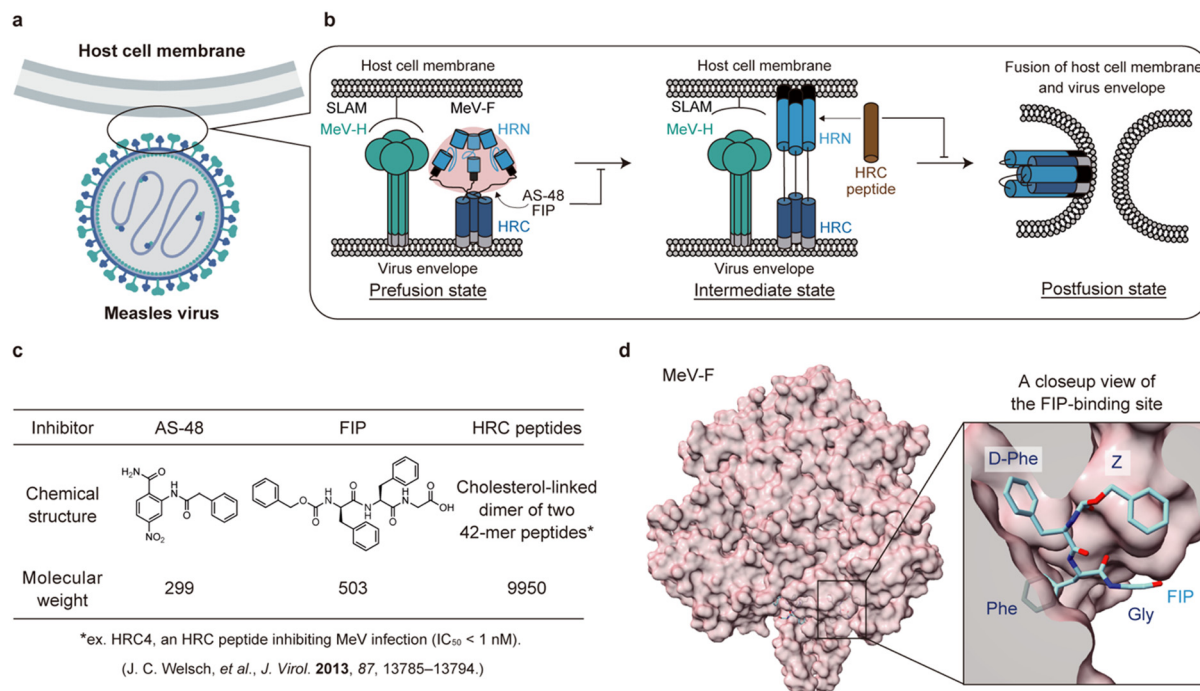 a
Host cell membrane
Measles virus
b
Host cell membrane
SLAM
MeV-F
MeV-H
HRN
AS-48
FIP
HRC
Virus envelope
Prefusion state
Host cell membrane
SLAM
MeV-H
HRN
HRC
peptide
HRC
Virus envelope
Intermediate state
Fusion of host cell membrane
and virus envelope
Postfusion state
c
Inhibitor AS-48 FIP HRC peptides
Chemical
structure
H₂N
O
H
N
O
NO₂
O
O
H
N
O
N
H
O
H
N
O
OH
Cholesterol-linked
dimer of two
42-mer peptides*
Molecular
weight
299 503 9950
*ex. HRC4, an HRC peptide inhibiting MeV infection (IC₅₀ < 1 nM).
(J. C. Welsch, et al., J. Virol. 2013, 87, 13785–13794.)
d
MeV-F
A closeup view of
the FIP-binding site
D-Phe
Z
Phe
Gly
FIP